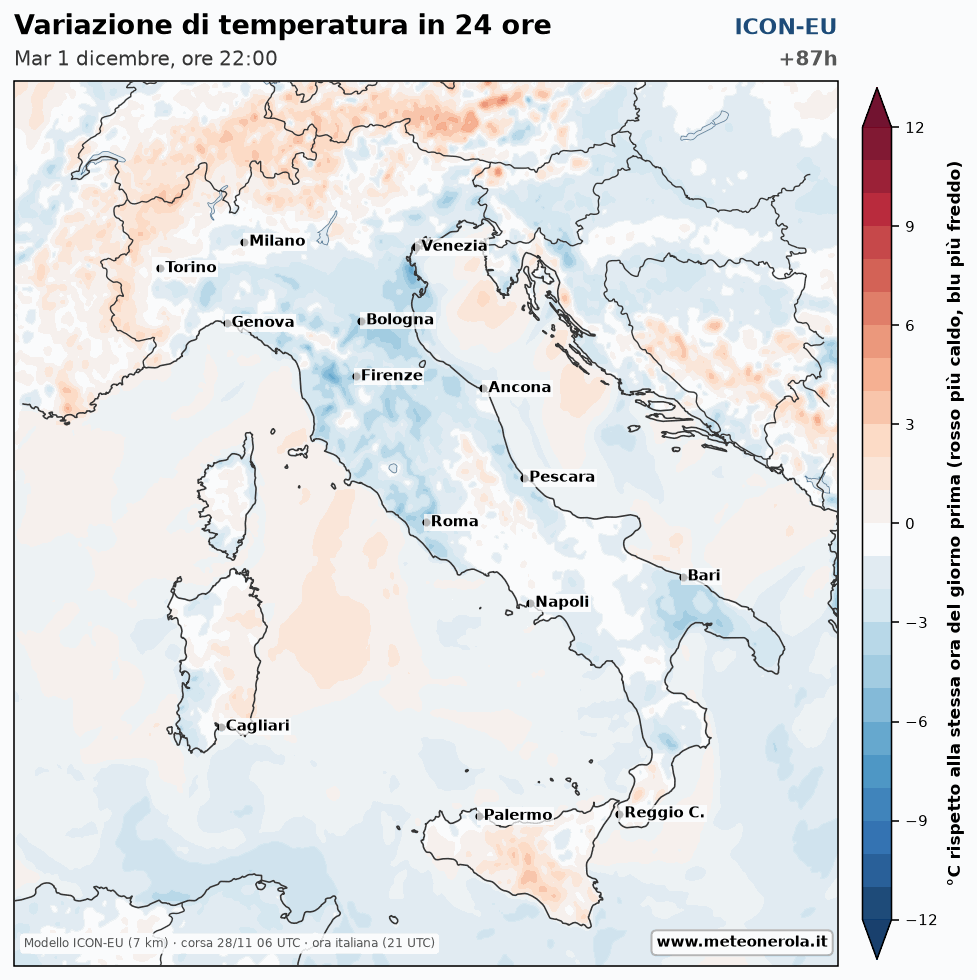 Variazione di temperatura in 24 ore
ICON-EU
Mar 1 dicembre, ore 22:00
+87h
Milano
Venezia
Torino
Genova
Bologna
Firenze
Ancona
Pescara
Roma
Bari
Napoli
Cagliari
Palermo
Reggio C.
Modello ICON-EU (7 km) · corsa 28/11 06 UTC · ora italiana (21 UTC)
www.meteonerola.it
12
9
6
3
0
−3
−6
−9
−12
°C rispetto alla stessa ora del giorno prima (rosso più caldo, blu più freddo)